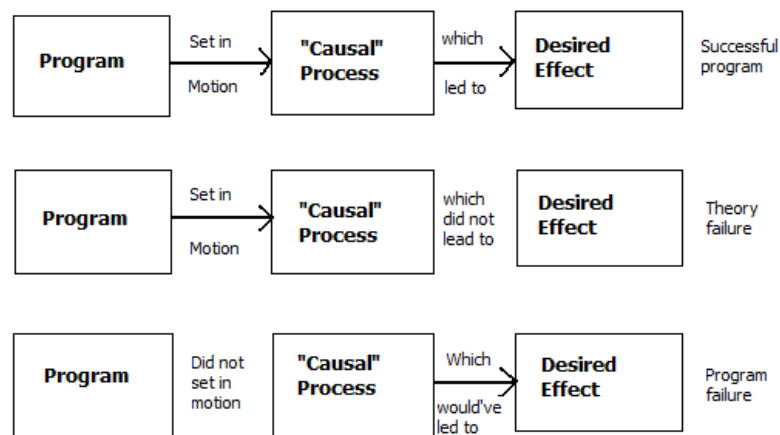 Program
Set in
Motion
"Causal"
Process
which
led to
Desired
Effect
Successful
program
Program
Set in
Motion
"Causal"
Process
which
did not
lead to
Desired
Effect
Theory
failure
Program
Did not
set in
motion
"Causal"
Process
Which
would've
led to
Desired
Effect
Program
failure